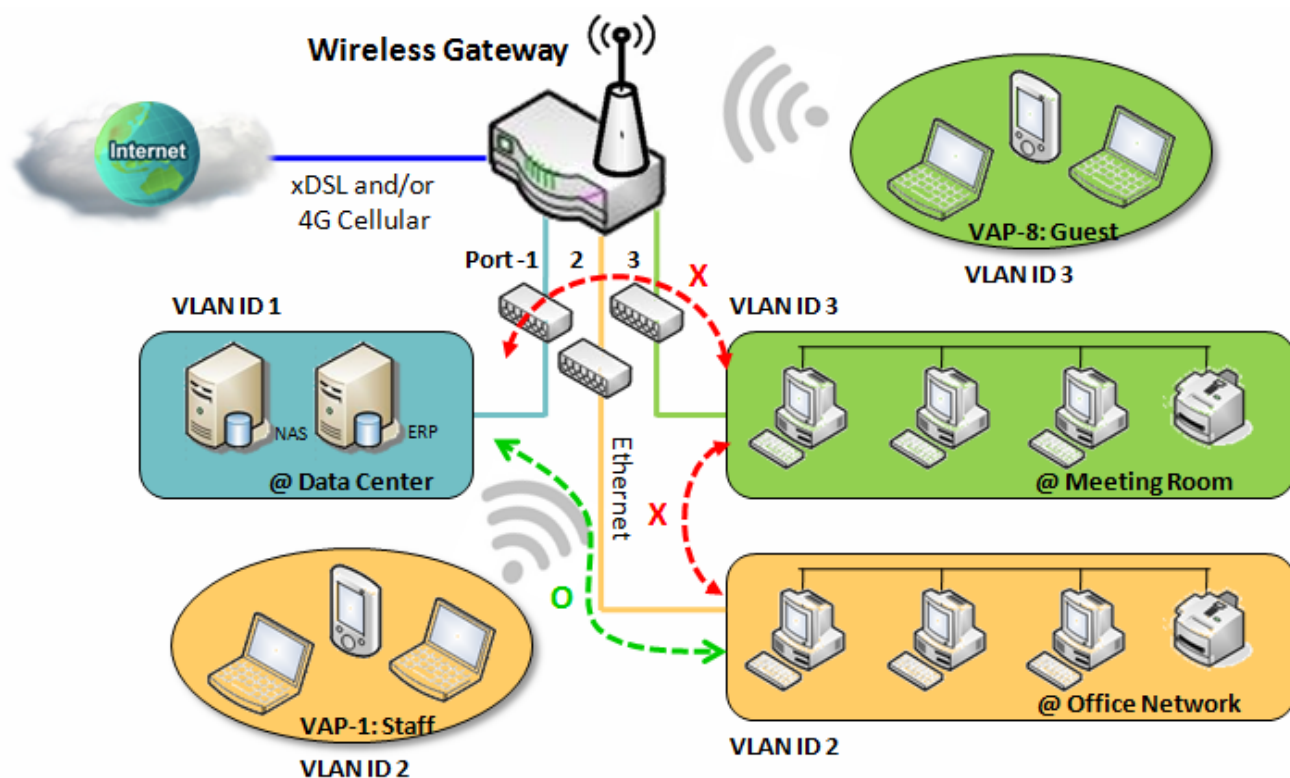 Wireless Gateway
Internet
xDSL and/or
4G Cellular
VAP-8: Guest
VLAN ID 3
Port -1
2
3
X
VLAN ID 1
VLAN ID 3
NAS
ERP
@ Data Center
Ethernet
@ Meeting Room
X
O
VAP-1: Staff
VLAN ID 2
@ Office Network
VLAN ID 2